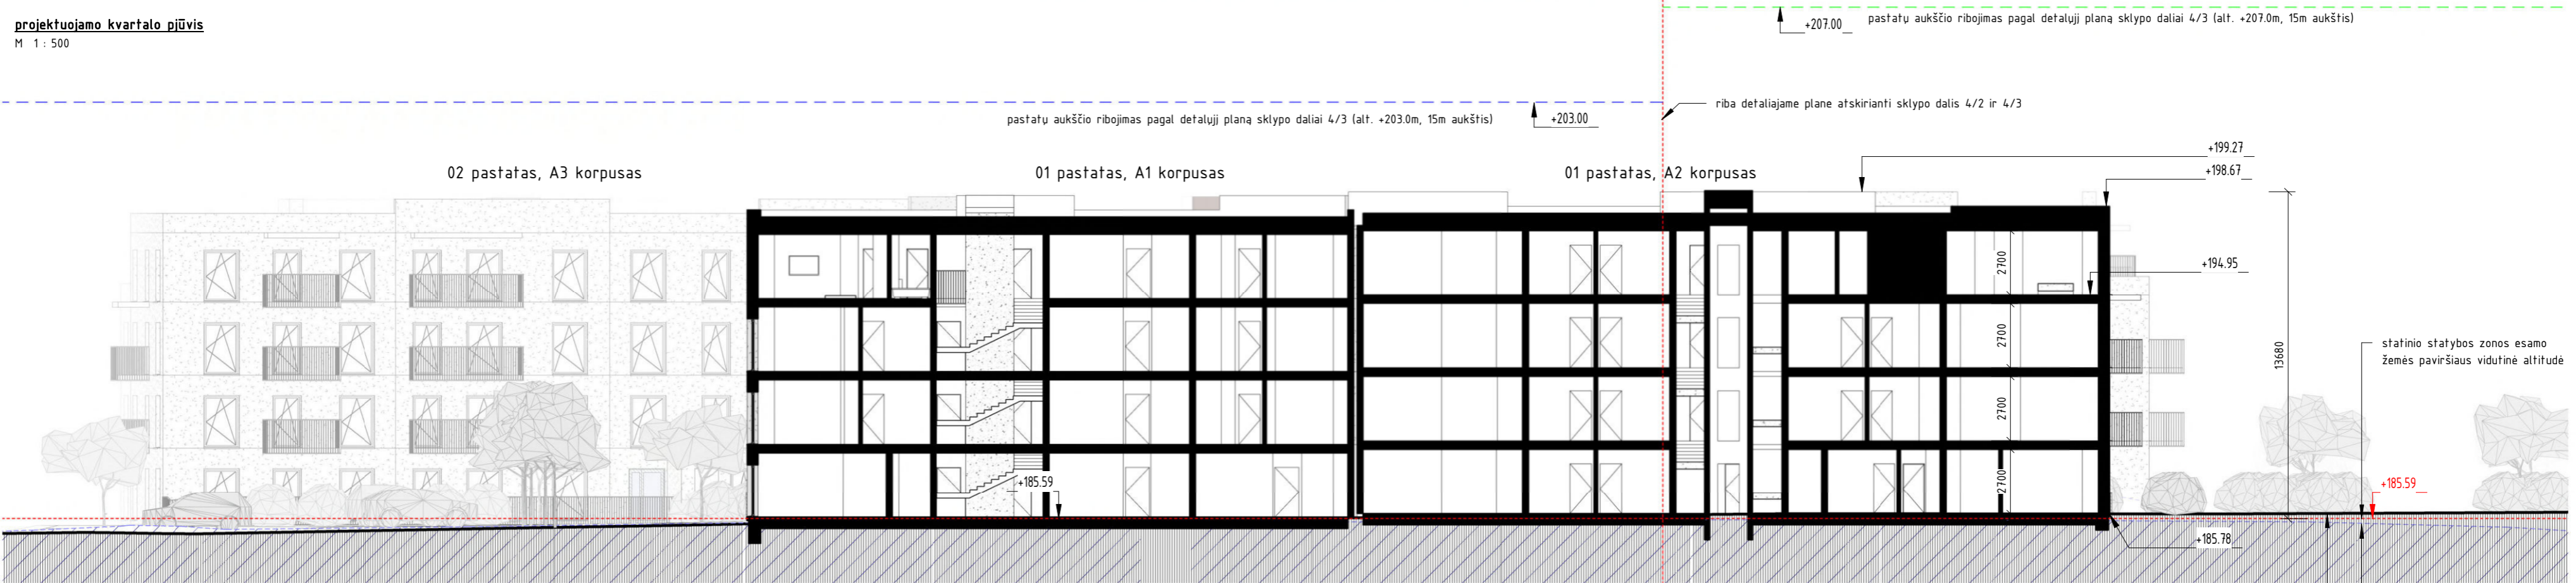 projektuojamo kvartalo pjūvis
M 1 : 500
+207.00
pastatų aukščio ribojimas pagal detalųjį planą sklypo daliai 4/3 (alt. +207.0m, 15m aukštis)
pastatų aukščio ribojimas pagal detalųjį planą sklypo daliai 4/3 (alt. +203.0m, 15m aukštis)
+203.00
riba detaliajame plane atskirianti sklypo dalis 4/2 ir 4/3
02 pastatas, A3 korpusas
01 pastatas, A1 korpusas
01 pastatas, A2 korpusas
+199.27
+198.67
+194.95
2700
2700
2700
2700
13680
statinio statybos zonos esamo
žemės paviršiaus vidutinė altitudė
+185.59
+185.59
+185.78